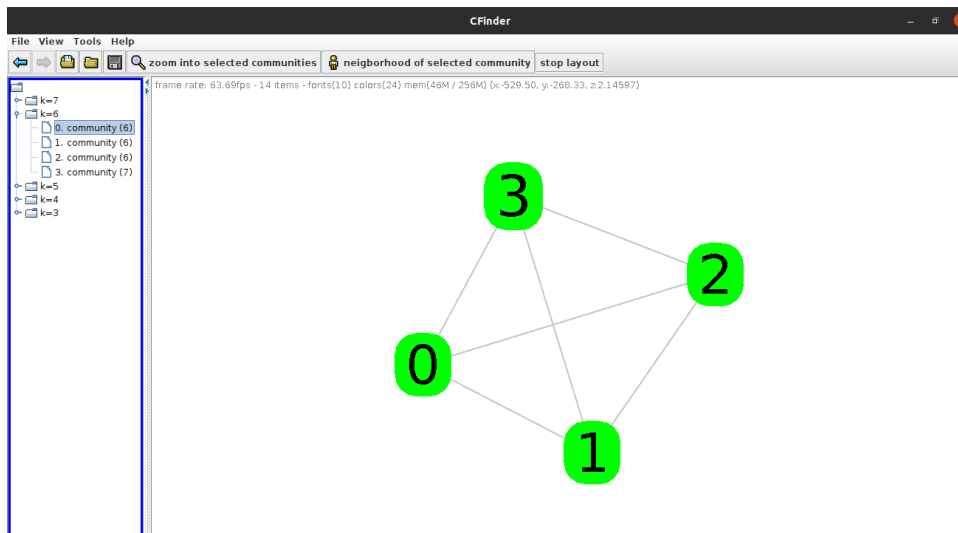 CFinder
File View Tools Help
zoom into selected communities neigborhood of selected community stop layout
frame rate: 63.69fps - 14 items - fonts(10) colors(24) mem(46M / 256M) (x:-529.50, y:-268.33, z:2.14597)
k=7
k=6
0. community (6)
1. community (6)
2. community (6)
3. community (7)
k=5
k=4
k=3
3
2
0
1